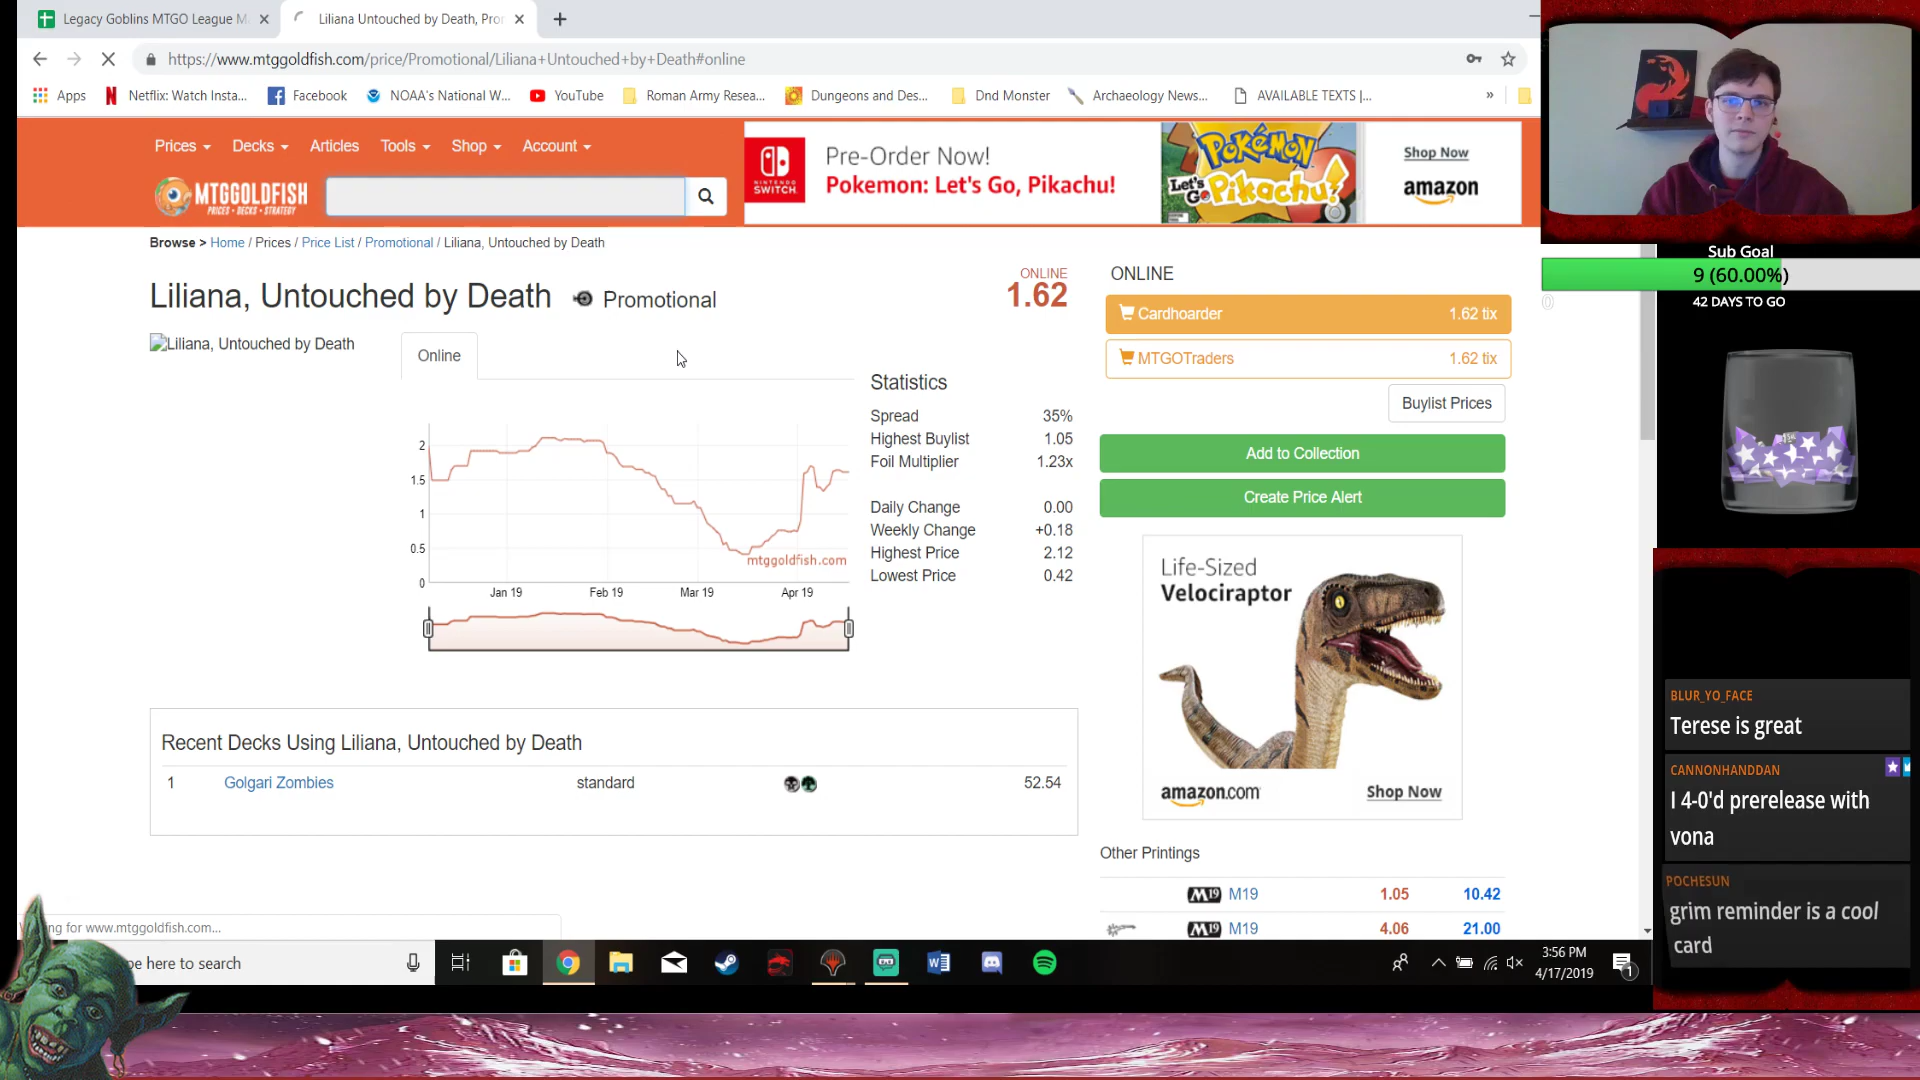 Legacy Goblins MTGO League M
Liliana Untouched by Death, Pro
https://www.mtggoldfish.com/price/Promotional/Liliana+Untouched+by+Death#online
Apps
Netflix: Watch Insta...
Facebook
NOAA's National W...
YouTube
Roman Army Resea...
Dungeons and Des...
Dnd Monster
Archaeology News...
AVAILABLE TEXTS |...
»
Prices
Decks
Articles
Tools
Shop
Account
MTGGOLDFISH
PRICES • DECKS • STRATEGY
NINTENDO
SWITCH
Pre-Order Now!
Pokemon: Let's Go, Pikachu!
POKéMON
Let's Go Pikachu!
Shop Now
amazon
Browse > Home / Prices / Price List / Promotional / Liliana, Untouched by Death
Liliana, Untouched by Death
Promotional
ONLINE
1.62
Liliana, Untouched by Death
Online
2
1.5
1
0.5
0
mtggoldfish.com
Jan 19
Feb 19
Mar 19
Apr 19
Statistics
Spread 35%
Highest Buylist 1.05
Foil Multiplier 1.23x
Daily Change 0.00
Weekly Change +0.18
Highest Price 2.12
Lowest Price 0.42
ONLINE
Cardhoarder 1.62 tix
MTGOTraders 1.62 tix
Buylist Prices
Add to Collection
Create Price Alert
Life-Sized
Velociraptor
amazon.com
Shop Now
Recent Decks Using Liliana, Untouched by Death
1 Golgari Zombies standard 52.54
Other Printings
M19 M19 1.05 10.42
M19 M19 4.06 21.00
ng for www.mtggoldfish.com...
pe here to search
3:56 PM
4/17/2019
1
Sub Goal
9 (60.00%)
42 DAYS TO GO
0
BLUR_YO_FACE
Terese is great
CANNONHANDDAN
I 4-0'd prerelease with
vona
POCHESUN
grim reminder is a cool
card